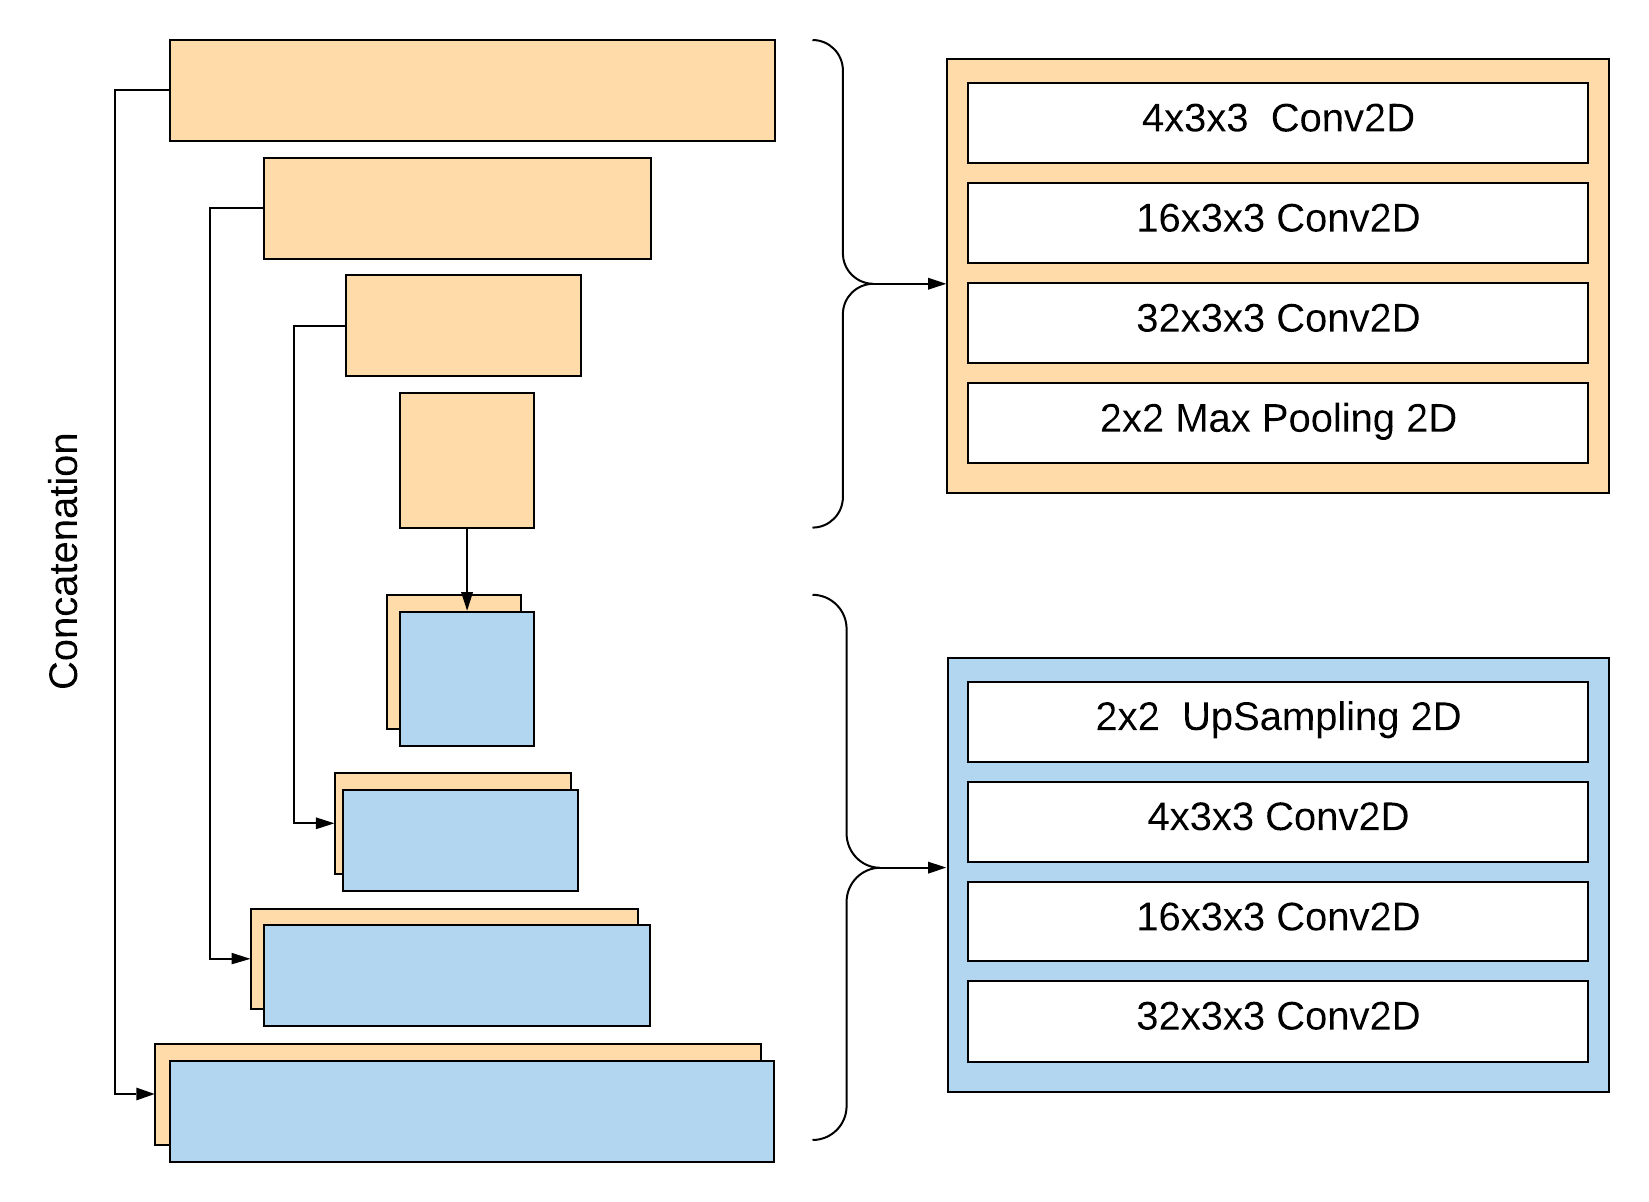 Concatenation
4x3x3  Conv2D
16x3x3 Conv2D
32x3x3 Conv2D
2x2 Max Pooling 2D
2x2  UpSampling 2D
4x3x3 Conv2D
16x3x3 Conv2D
32x3x3 Conv2D